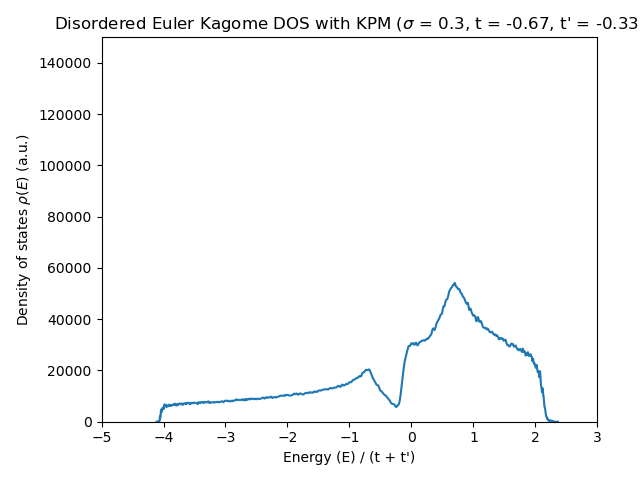 Disordered Euler Kagome DOS with KPM (σ = 0.3, t = -0.67, t' = -0.33
140000
120000
100000
80000
60000
40000
20000
0
Density of states ρ(E) (a.u.)
−5 −4 −3 −2 −1 0 1 2 3
Energy (E) / (t + t')